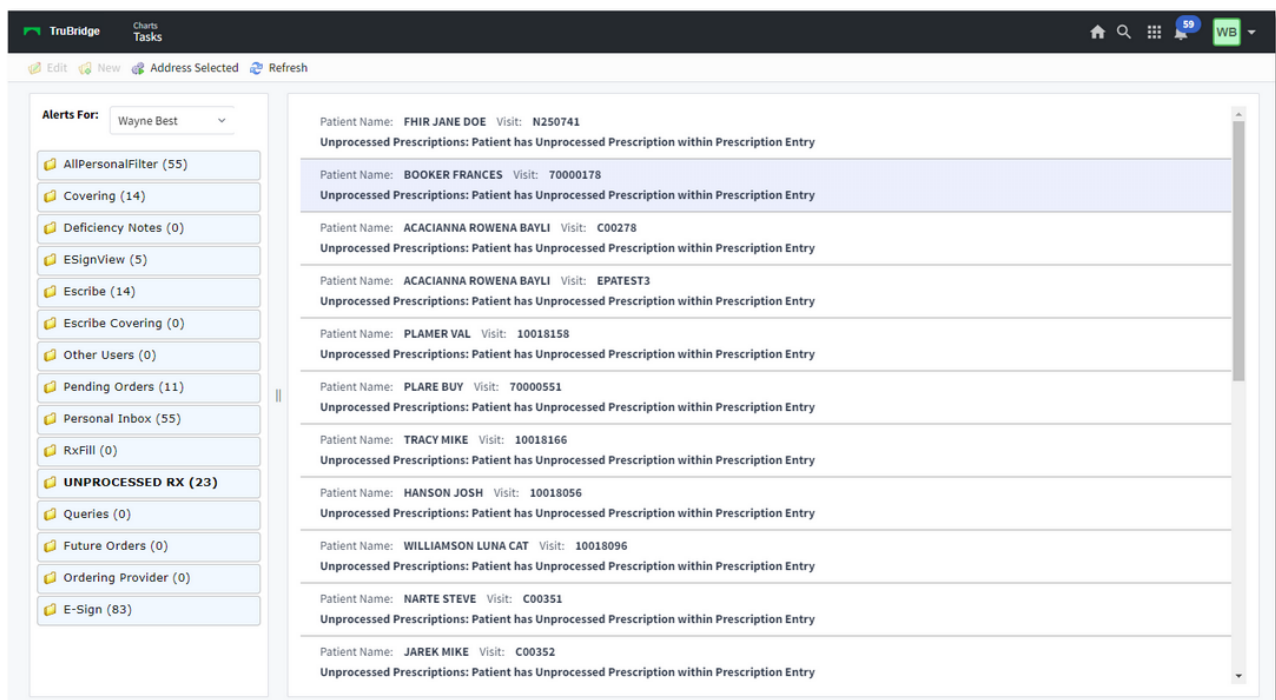 TruBridge
Charts
Tasks
59
WB
Edit New Address Selected Refresh
Alerts For: Wayne Best
AllPersonalFilter (55)
Covering (14)
Deficiency Notes (0)
ESignView (5)
Escribe (14)
Escribe Covering (0)
Other Users (0)
Pending Orders (11)
Personal Inbox (55)
RxFill (0)
UNPROCESSED RX (23)
Queries (0)
Future Orders (0)
Ordering Provider (0)
E-Sign (83)
Patient Name: FHIR JANE DOE Visit: N250741
Unprocessed Prescriptions: Patient has Unprocessed Prescription within Prescription Entry
Patient Name: BOOKER FRANCES Visit: 70000178
Unprocessed Prescriptions: Patient has Unprocessed Prescription within Prescription Entry
Patient Name: ACACIANNA ROWENA BAYLI Visit: C00278
Unprocessed Prescriptions: Patient has Unprocessed Prescription within Prescription Entry
Patient Name: ACACIANNA ROWENA BAYLI Visit: EPATEST3
Unprocessed Prescriptions: Patient has Unprocessed Prescription within Prescription Entry
Patient Name: PLAMER VAL Visit: 10018158
Unprocessed Prescriptions: Patient has Unprocessed Prescription within Prescription Entry
Patient Name: PLARE BUY Visit: 70000551
Unprocessed Prescriptions: Patient has Unprocessed Prescription within Prescription Entry
Patient Name: TRACY MIKE Visit: 10018166
Unprocessed Prescriptions: Patient has Unprocessed Prescription within Prescription Entry
Patient Name: HANSON JOSH Visit: 10018056
Unprocessed Prescriptions: Patient has Unprocessed Prescription within Prescription Entry
Patient Name: WILLIAMSON LUNA CAT Visit: 10018096
Unprocessed Prescriptions: Patient has Unprocessed Prescription within Prescription Entry
Patient Name: NARTE STEVE Visit: C00351
Unprocessed Prescriptions: Patient has Unprocessed Prescription within Prescription Entry
Patient Name: JAREK MIKE Visit: C00352
Unprocessed Prescriptions: Patient has Unprocessed Prescription within Prescription Entry